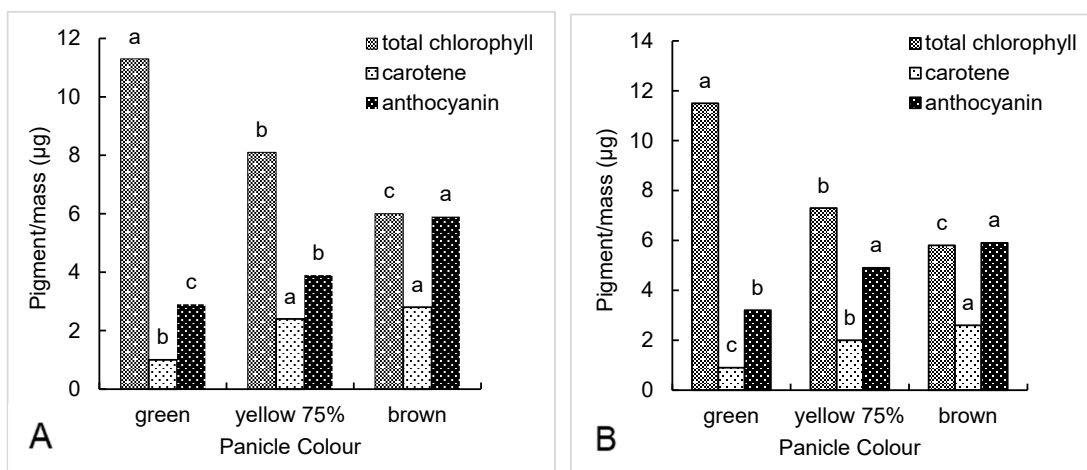 12
10
8
6
4
2
0
Pigment/mass (µg)
total chlorophyll
carotene
anthocyanin
a
b
c
b
a
b
c
a
a
green
yellow 75%
brown
Panicle Colour
A
14
12
10
8
6
4
2
0
Pigment/mass (µg)
total chlorophyll
carotene
anthocyanin
a
c
b
b
b
a
c
a
a
green
yellow 75%
brown
Panicle Colour
B